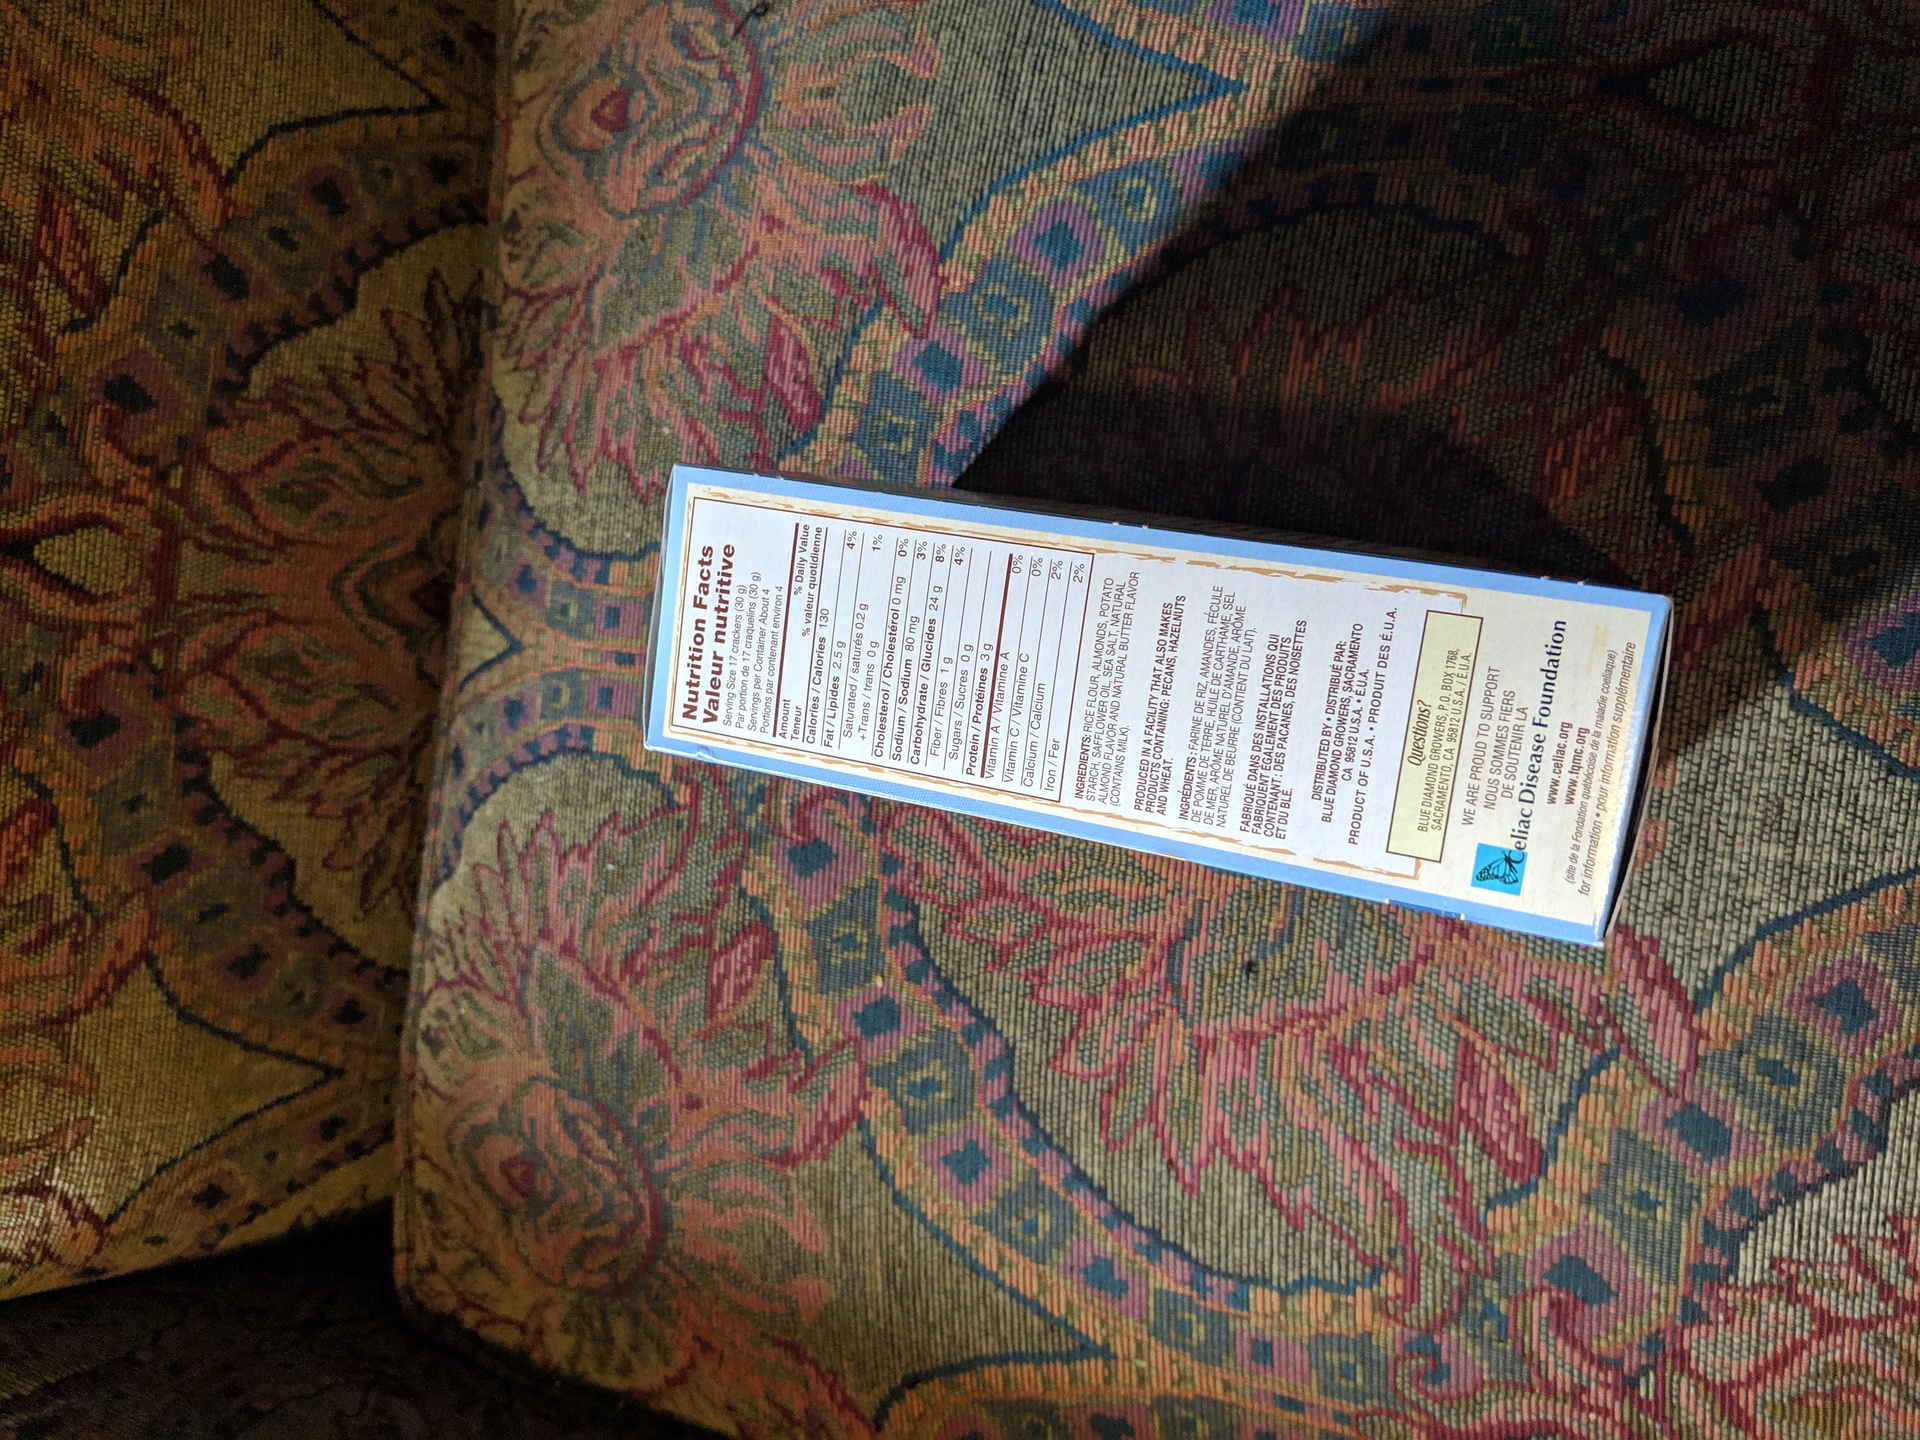 Nutrition Facts
Valeur nutritive
Serving Size 17 crackers (30 g)
Par portion de 17 craquelins (30 g)
Servings per Container About 4
Portions par contenant environ 4
Amount % Daily Value
Teneur % valeur quotidienne
Calories / Calories 130
Fat / Lipides 2.5 g 4%
Saturated / saturés 0.2 g
+ Trans / trans 0 g 1%
Cholesterol / Cholestérol 0 mg 0%
Sodium / Sodium 80 mg 3%
Carbohydrate / Glucides 24 g 8%
Fiber / Fibres 1 g 4%
Sugars / Sucres 0 g
Protein / Protéines 3 g
Vitamin A / Vitamine A 0%
Vitamin C / Vitamine C 0%
Calcium / Calcium 2%
Iron / Fer 2%
INGREDIENTS: RICE FLOUR, ALMONDS, POTATO
STARCH, SAFFLOWER OIL, SEA SALT, NATURAL
ALMOND FLAVOR AND NATURAL BUTTER FLAVOR
(CONTAINS MILK).
PRODUCED IN A FACILITY THAT ALSO MAKES
PRODUCTS CONTAINING: PECANS, HAZELNUTS
AND WHEAT.
INGRÉDIENTS : FARINE DE RIZ, AMANDES, FÉCULE
DE POMME DE TERRE, HUILE DE CARTHAME, SEL
DE MER, ARÔME NATUREL D'AMANDE, ARÔME
NATUREL DE BEURRE (CONTIENT DU LAIT).
FABRIQUÉ DANS DES INSTALLATIONS QUI
FABRIQUENT ÉGALEMENT DES PRODUITS
CONTENANT : DES PACANES, DES NOISETTES
ET DU BLÉ.
DISTRIBUTED BY • DISTRIBUÉ PAR:
BLUE DIAMOND GROWERS, SACRAMENTO
CA 95812 U.S.A. • É.U.A.
PRODUCT OF U.S.A. • PRODUIT DES É.U.A.
Questions?
BLUE DIAMOND GROWERS, P.O. BOX 1768,
SACRAMENTO, CA 95812 U.S.A. / É.U.A.
WE ARE PROUD TO SUPPORT
NOUS SOMMES FIERS
DE SOUTENIR LA
Celiac Disease Foundation
www.celiac.org
www.fqmc.org
(site de la Fondation québécoise de la maladie coeliaque)
for information • pour information supplémentaire